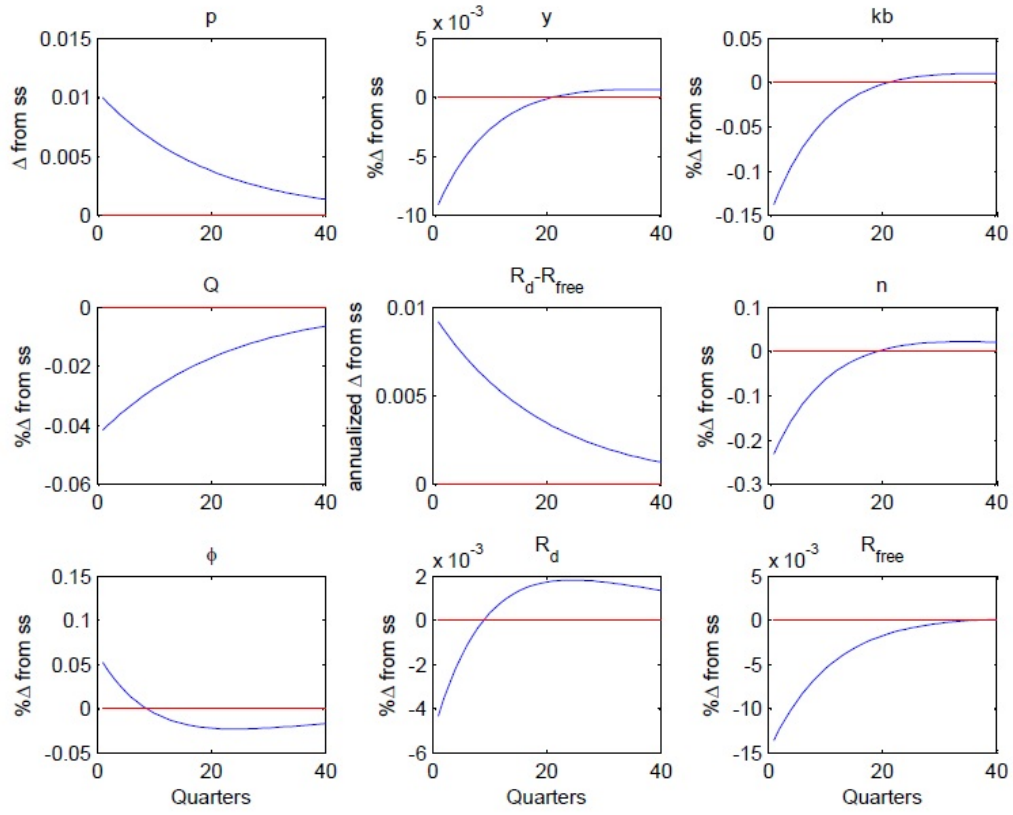 p
0.015
0.01
0.005
0
0 20 40
Δ from ss
y
x 10⁻³
5
0
-5
-10
0 20 40
%Δ from ss
kb
0.05
0
-0.05
-0.1
-0.15
0 20 40
%Δ from ss
Q
0
-0.02
-0.04
-0.06
0 20 40
%Δ from ss
R_d-R_free
0.01
0.005
0
0 20 40
annualized Δ from ss
n
0.1
0
-0.1
-0.2
-0.3
0 20 40
%Δ from ss
ϕ
0.15
0.1
0.05
0
-0.05
0 20 40
%Δ from ss
Quarters
R_d
x 10⁻³
2
0
-2
-4
-6
0 20 40
%Δ from ss
Quarters
R_free
x 10⁻³
5
0
-5
-10
-15
0 20 40
%Δ from ss
Quarters